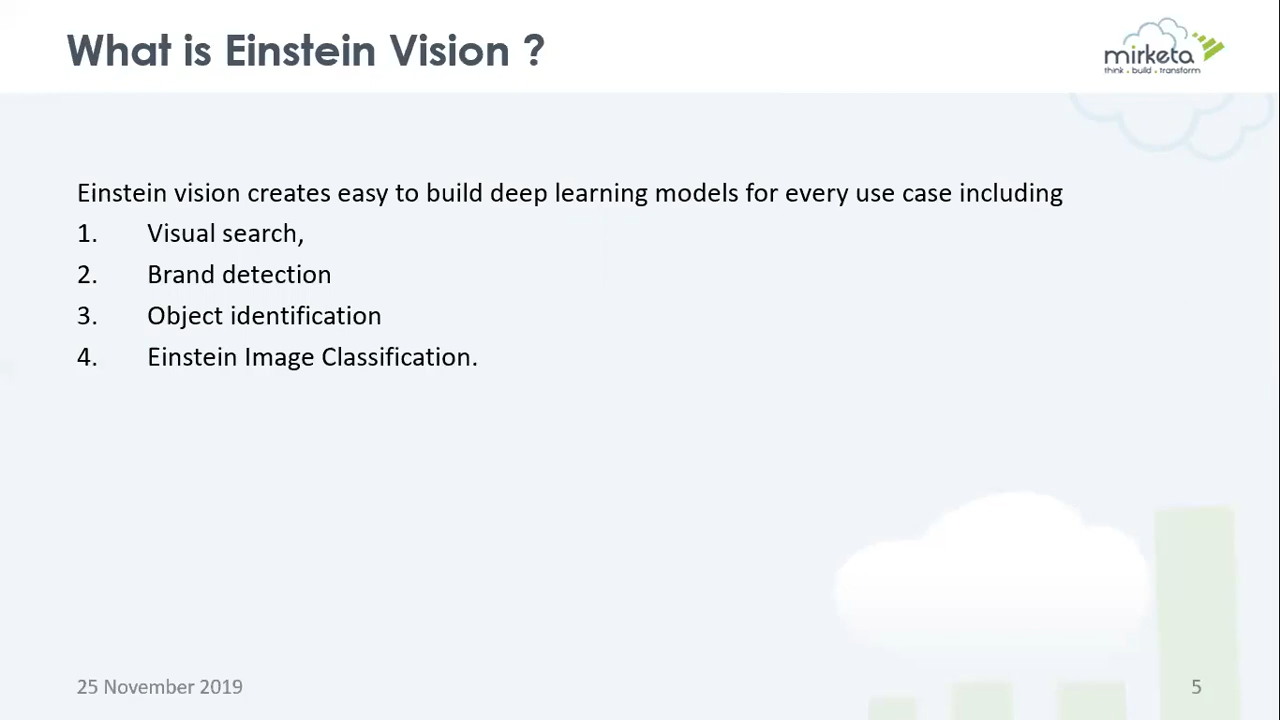 What is Einstein Vision ?
mirketa
think . build . transform
Einstein vision creates easy to build deep learning models for every use case including
1. Visual search,
2. Brand detection
3. Object identification
4. Einstein Image Classification.
25 November 2019
5